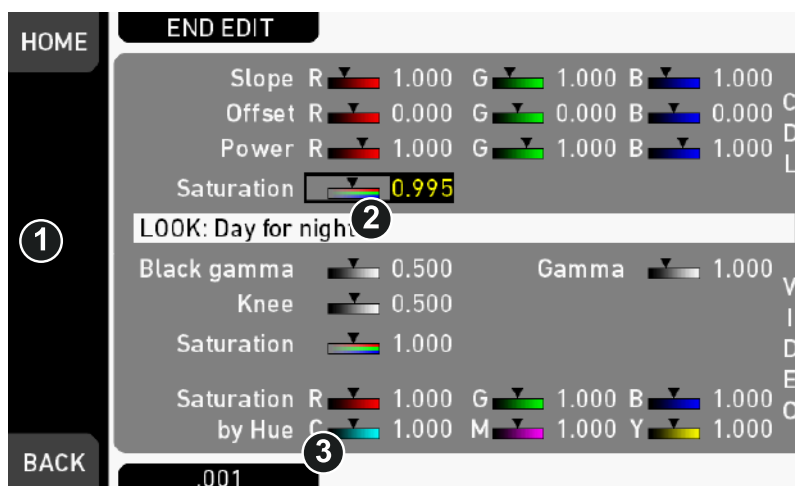 HOME
END EDIT
Slope R 1.000 G 1.000 B 1.000
Offset R 0.000 G 0.000 B 0.000
Power R 1.000 G 1.000 B 1.000
CDL
Saturation 0.995
2
LOOK: Day for night
1
Black gamma 0.500 Gamma 1.000
Knee 0.500
Saturation 1.000
Saturation R 1.000 G 1.000 B 1.000
by Hue C 1.000 M 1.000 Y 1.000
VIDEO
3
BACK
.001